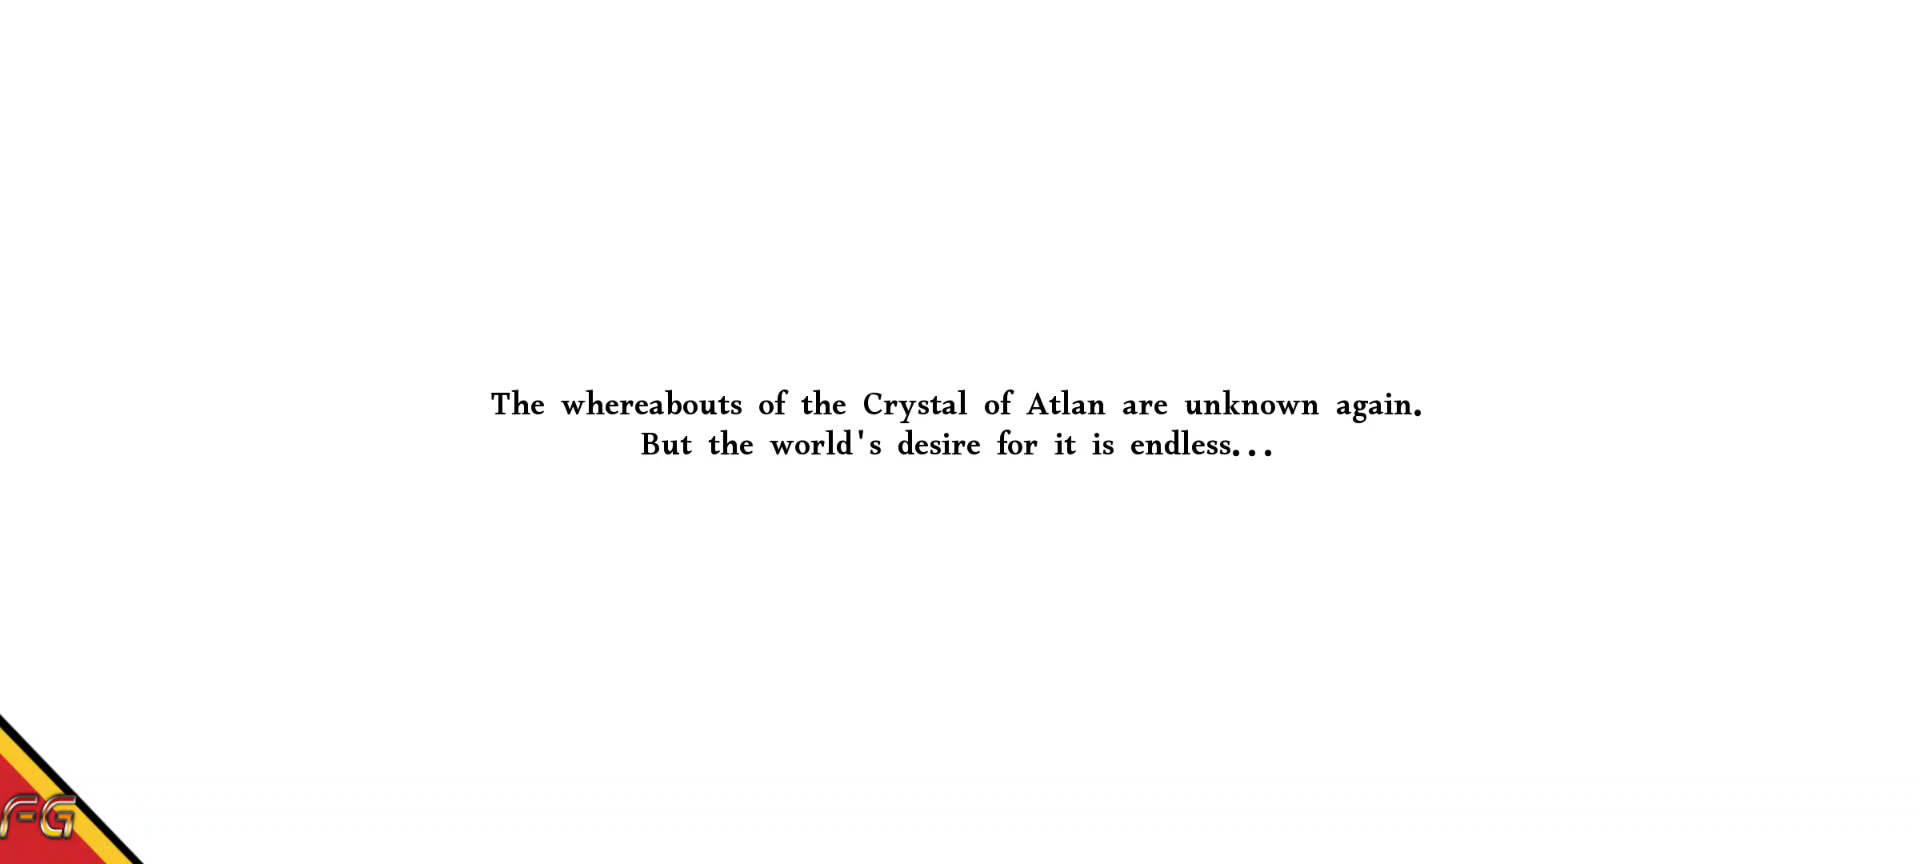 The whereabouts of the Crystal of Atlan are unknown again.
But the world's desire for it is endless...
FG